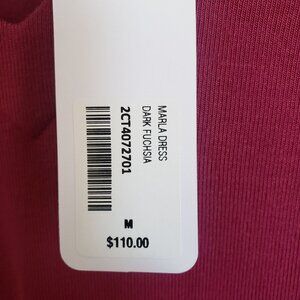 MARLA DRESS
DARK FUCHSIA
2CT4072701
M
$110.00